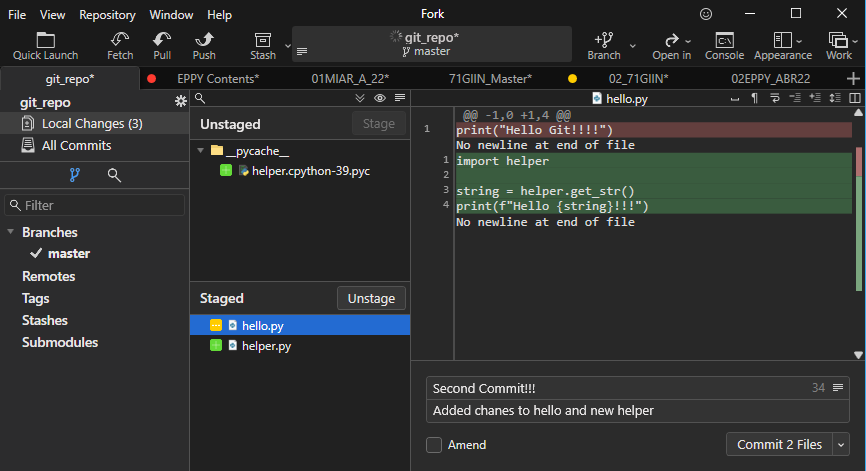 File View Repository Window Help Fork
Quick Launch Fetch Pull Push Stash git_repo* master Branch Open in Console Appearance Work
git_repo* EPPY Contents* 01MIAR_A_22* 71GIIN_Master* 02_71GIIN* 02EPPY_ABR22
git_repo
Local Changes (3)
All Commits
Filter
Branches
master
Remotes
Tags
Stashes
Submodules
Unstaged Stage
__pycache__
helper.cpython-39.pyc
Staged Unstage
hello.py
helper.py
hello.py
@@ -1,0 +1,4 @@
1 print("Hello Git!!!!")
No newline at end of file
1 import helper
2
3 string = helper.get_str()
4 print(f"Hello {string}!!!")
No newline at end of file
Second Commit!!! 34
Added chanes to hello and new helper
Amend Commit 2 Files